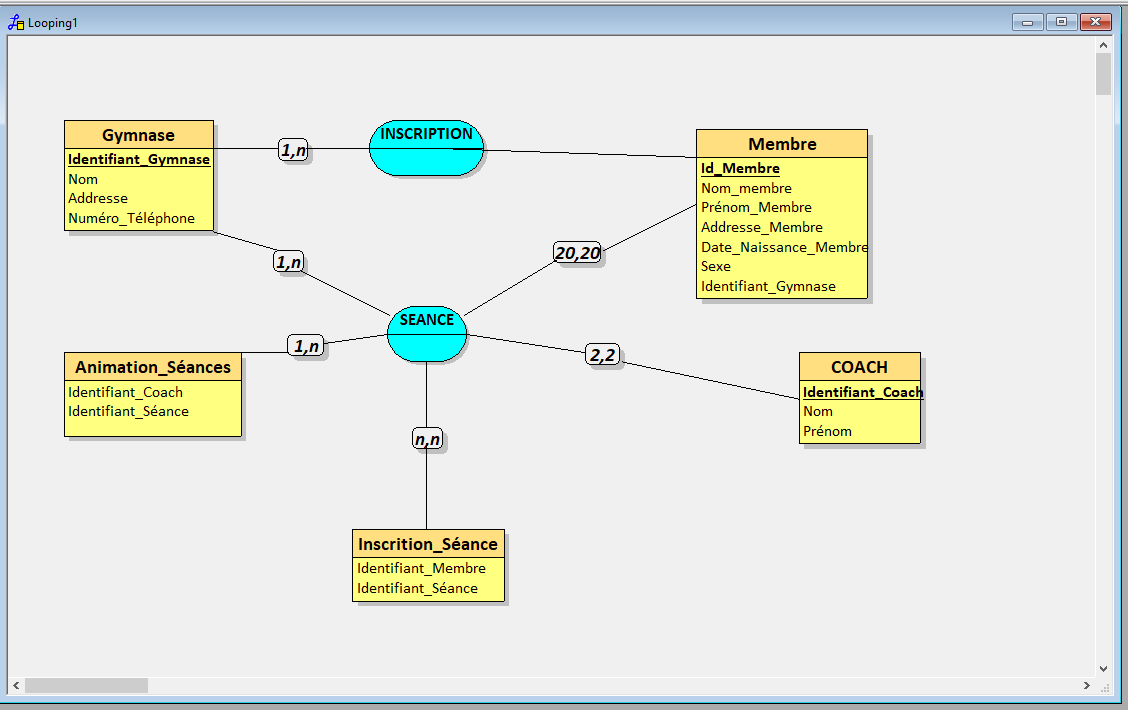 Looping1
Gymnase
Identifiant_Gymnase
Nom
Addresse
Numéro_Téléphone
1,n
INSCRIPTION
Membre
Id_Membre
Nom_membre
Prénom_Membre
Addresse_Membre
Date_Naissance_Membre
Sexe
Identifiant_Gymnase
1,n
20,20
SEANCE
1,n
2,2
Animation_Séances
Identifiant_Coach
Identifiant_Séance
COACH
Identifiant_Coach
Nom
Prénom
n,n
Inscrition_Séance
Identifiant_Membre
Identifiant_Séance